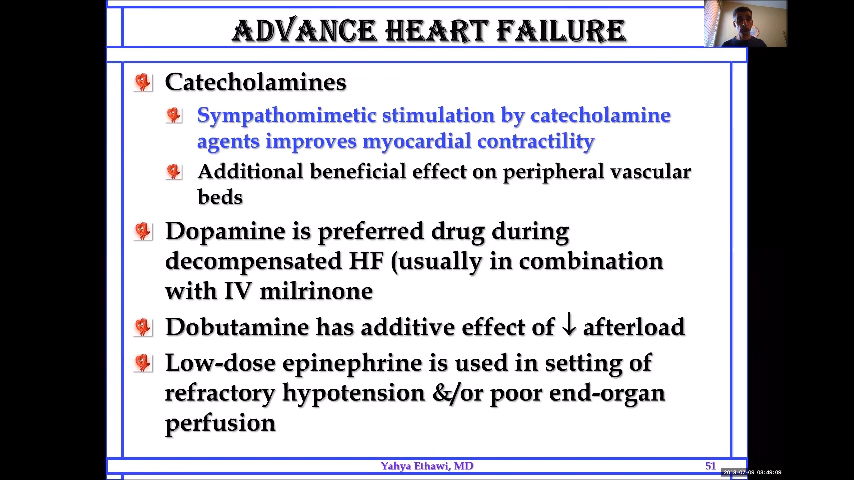 ADVANCE HEART FAILURE
Catecholamines
Sympathomimetic stimulation by catecholamine
agents improves myocardial contractility
Additional beneficial effect on peripheral vascular
beds
Dopamine is preferred drug during
decompensated HF (usually in combination
with IV milrinone
Dobutamine has additive effect of ↓ afterload
Low-dose epinephrine is used in setting of
refractory hypotension &/or poor end-organ
perfusion
Yahya Ethawi, MD
51